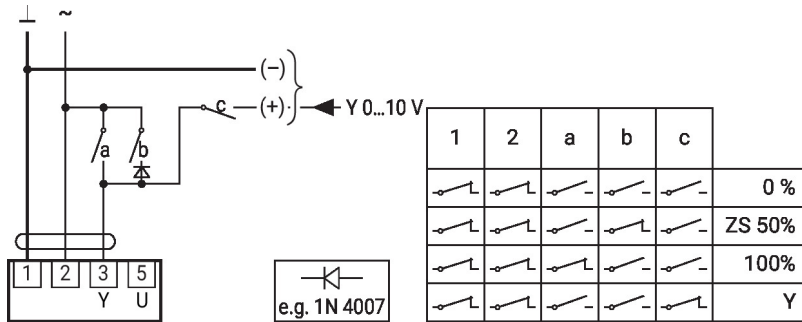 ⊥ ~
(–)
c (+) Y 0...10 V
a b
1 2 3 5
Y U
e.g. 1N 4007
1 2 a b c
0 %
ZS 50%
100%
Y